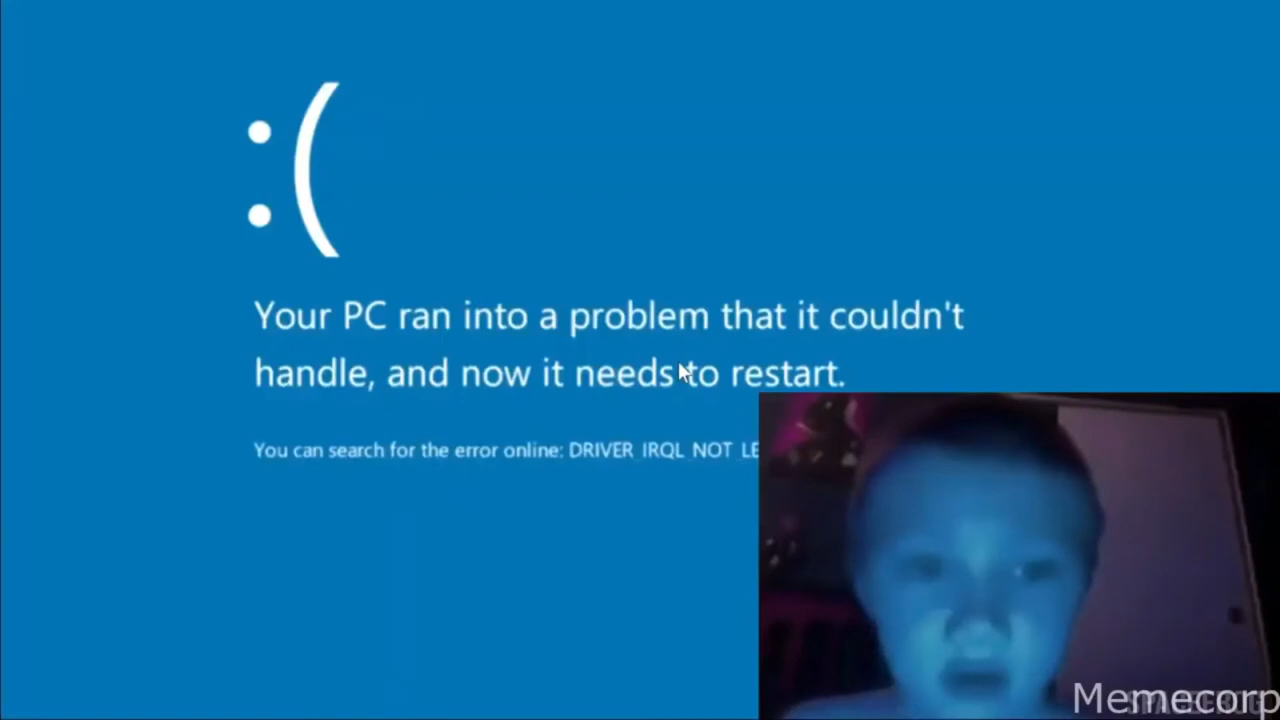 :(
Your PC ran into a problem that it couldn't
handle, and now it needs to restart.
You can search for the error online: DRIVER IRQL NOT LE
Memecorp